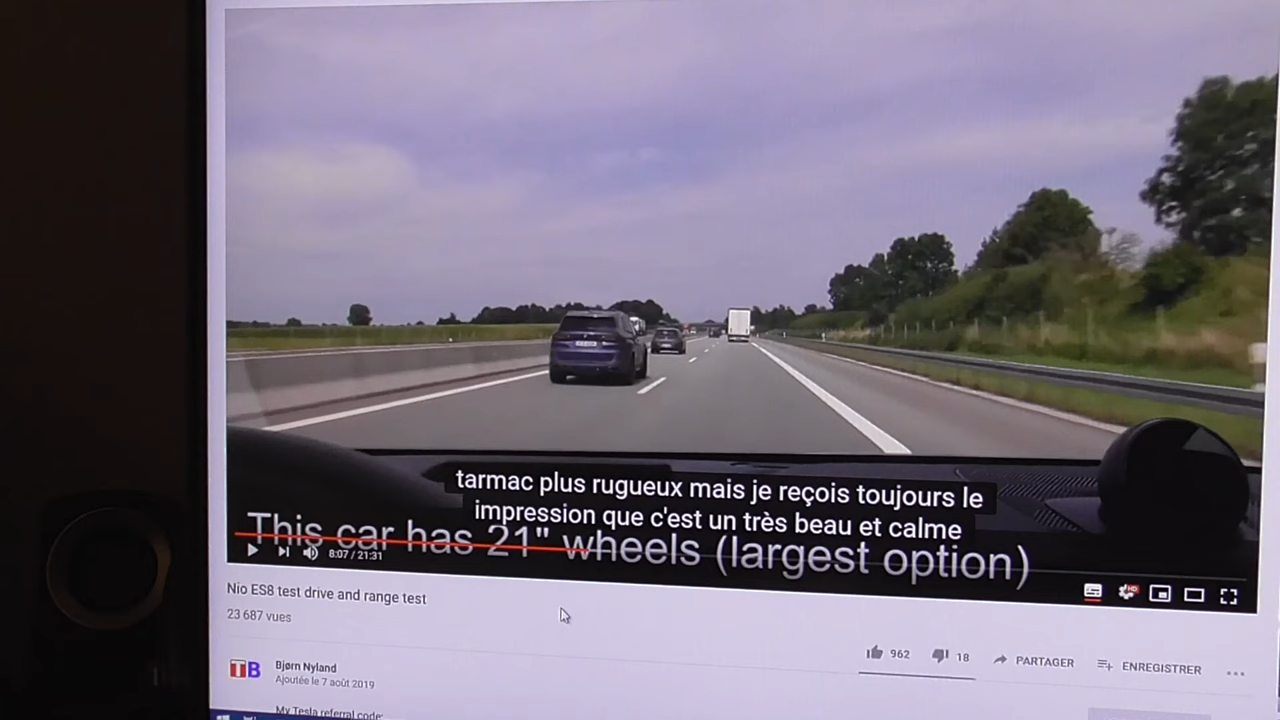 tarmac plus rugueux mais je reçois toujours le
impression que c'est un très beau et calme
This car has 21" wheels (largest option)
8:07 / 21:31
HD
Nio ES8 test drive and range test
23 687 vues
962
18
PARTAGER
ENREGISTRER
TB
Bjørn Nyland
Ajoutée le 7 août 2019
My Tesla referral code: